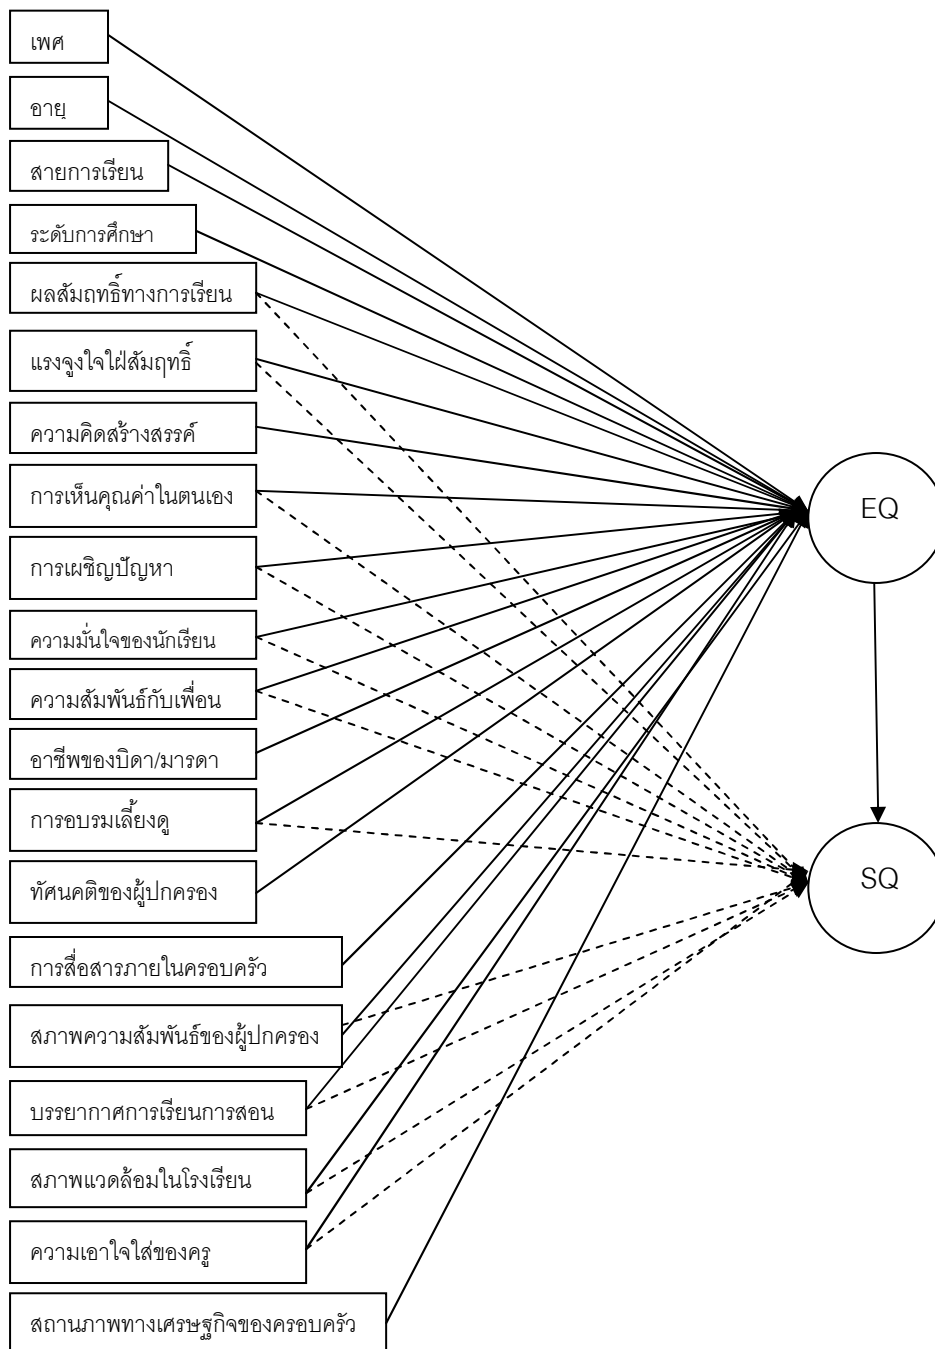 เพศ
อายุ
สายการเรียน
ระดับการศึกษา
ผลสัมฤทธิ์ทางการเรียน
แรงจูงใจใฝ่สัมฤทธิ์
ความคิดสร้างสรรค์
การเห็นคุณค่าในตนเอง
EQ
การเผชิญปัญหา
ความมั่นใจของนักเรียน
ความสัมพันธ์กับเพื่อน
อาชีพของบิดา/มารดา
การอบรมเลี้ยงดู
ทัศนคติของผู้ปกครอง
SQ
การสื่อสารภายในครอบครัว
สภาพความสัมพันธ์ของผู้ปกครอง
บรรยากาศการเรียนการสอน
สภาพแวดล้อมในโรงเรียน
ความเอาใจใส่ของครู
สถานภาพทางเศรษฐกิจของครอบครัว